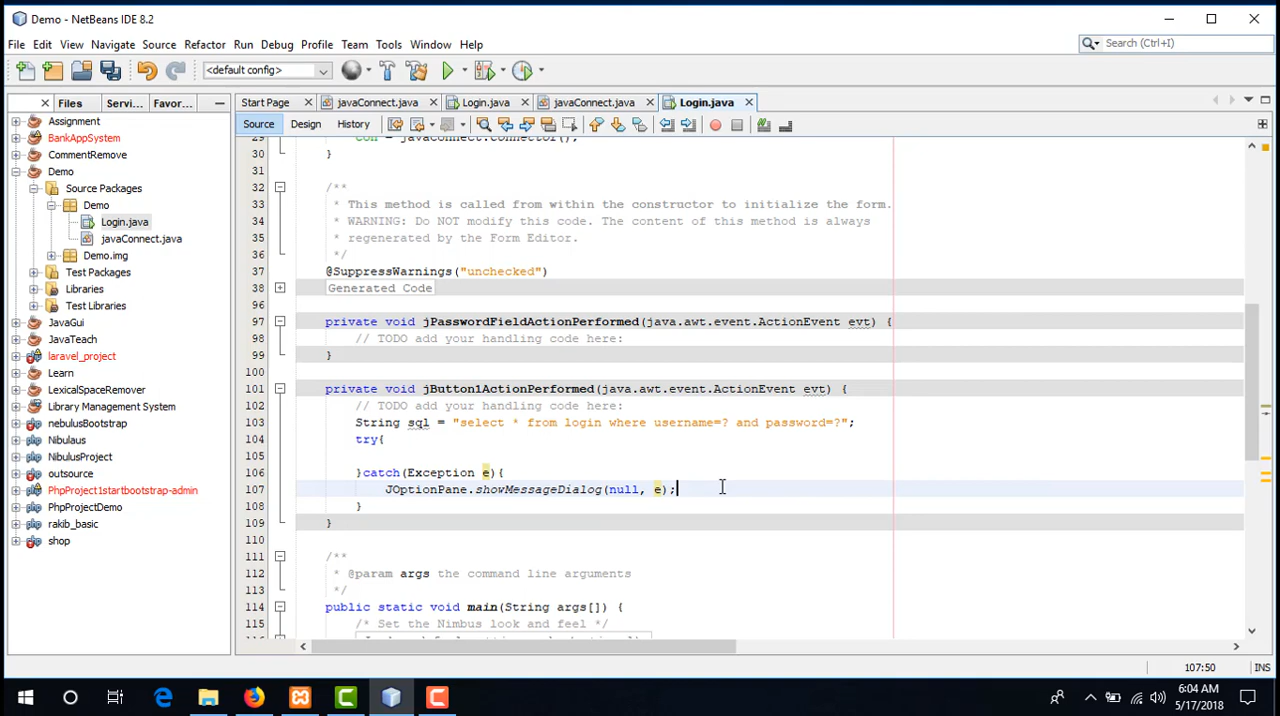 Demo - NetBeans IDE 8.2
File Edit View Navigate Source Refactor Run Debug Profile Team Tools Window Help
Search (Ctrl+I)
<default config>
Files Servi... Favor...
Start Page javaConnect.java Login.java javaConnect.java Login.java
Source Design History
Assignment
BankAppSystem
CommentRemove
Demo
Source Packages
Demo
Login.java
javaConnect.java
Demo.img
Test Packages
Libraries
Test Libraries
JavaGui
JavaTeach
laravel_project
Learn
LexicalSpaceRemover
Library Management System
nebulusBootstrap
Nibulaus
NibulusProject
outsource
PhpProject1startbootstrap-admin
PhpProjectDemo
rakib_basic
shop
29 con = javaConnect.connector();
30 }
31
32 /**
33 * This method is called from within the constructor to initialize the form.
34 * WARNING: Do NOT modify this code. The content of this method is always
35 * regenerated by the Form Editor.
36 */
37 @SuppressWarnings("unchecked")
38 Generated Code
96
97 private void jPasswordFieldActionPerformed(java.awt.event.ActionEvent evt) {
98 // TODO add your handling code here:
99 }
100
101 private void jButton1ActionPerformed(java.awt.event.ActionEvent evt) {
102 // TODO add your handling code here:
103 String sql = "select * from login where username=? and password=?";
104 try{
105
106 }catch(Exception e){
107 JOptionPane.showMessageDialog(null, e);
108 }
109 }
110
111 /**
112 * @param args the command line arguments
113 */
114 public static void main(String args[]) {
115 /* Set the Nimbus look and feel */
107:50 INS
6:04 AM
5/17/2018